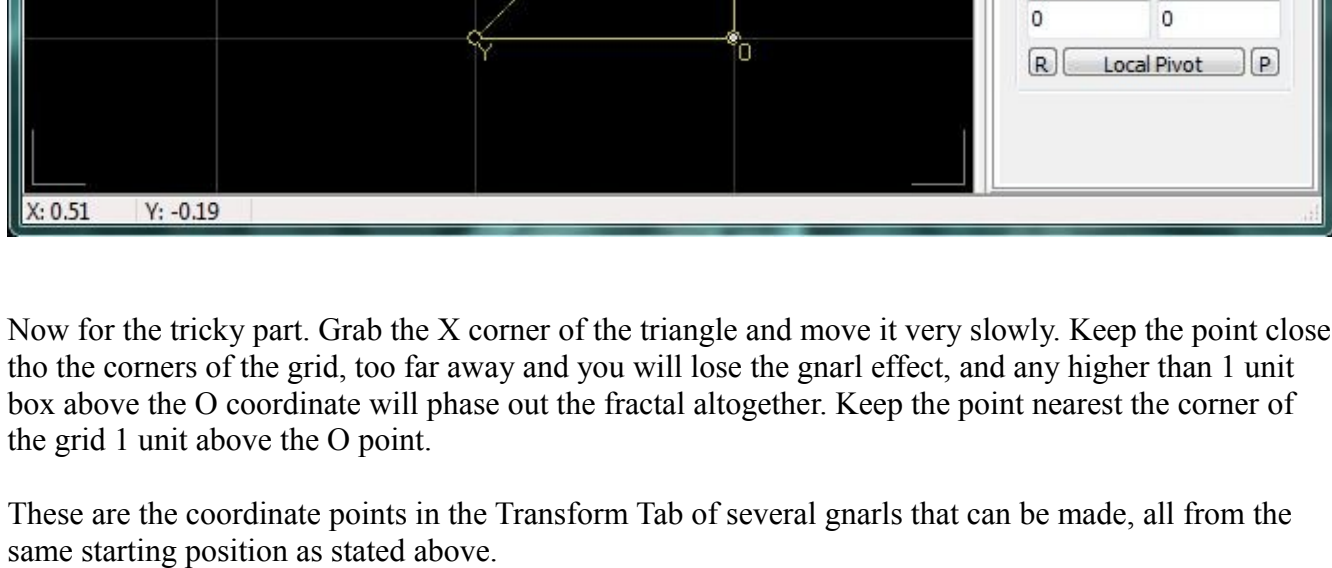 0 0
Y O
R Local Pivot P
X: 0.51 Y: -0.19
Now for the tricky part. Grab the X corner of the triangle and move it very slowly. Keep the point close
tho the corners of the grid, too far away and you will lose the gnarl effect, and any higher than 1 unit
box above the O coordinate will phase out the fractal altogether. Keep the point nearest the corner of
the grid 1 unit above the O point.
These are the coordinate points in the Transform Tab of several gnarls that can be made, all from the
same starting position as stated above.